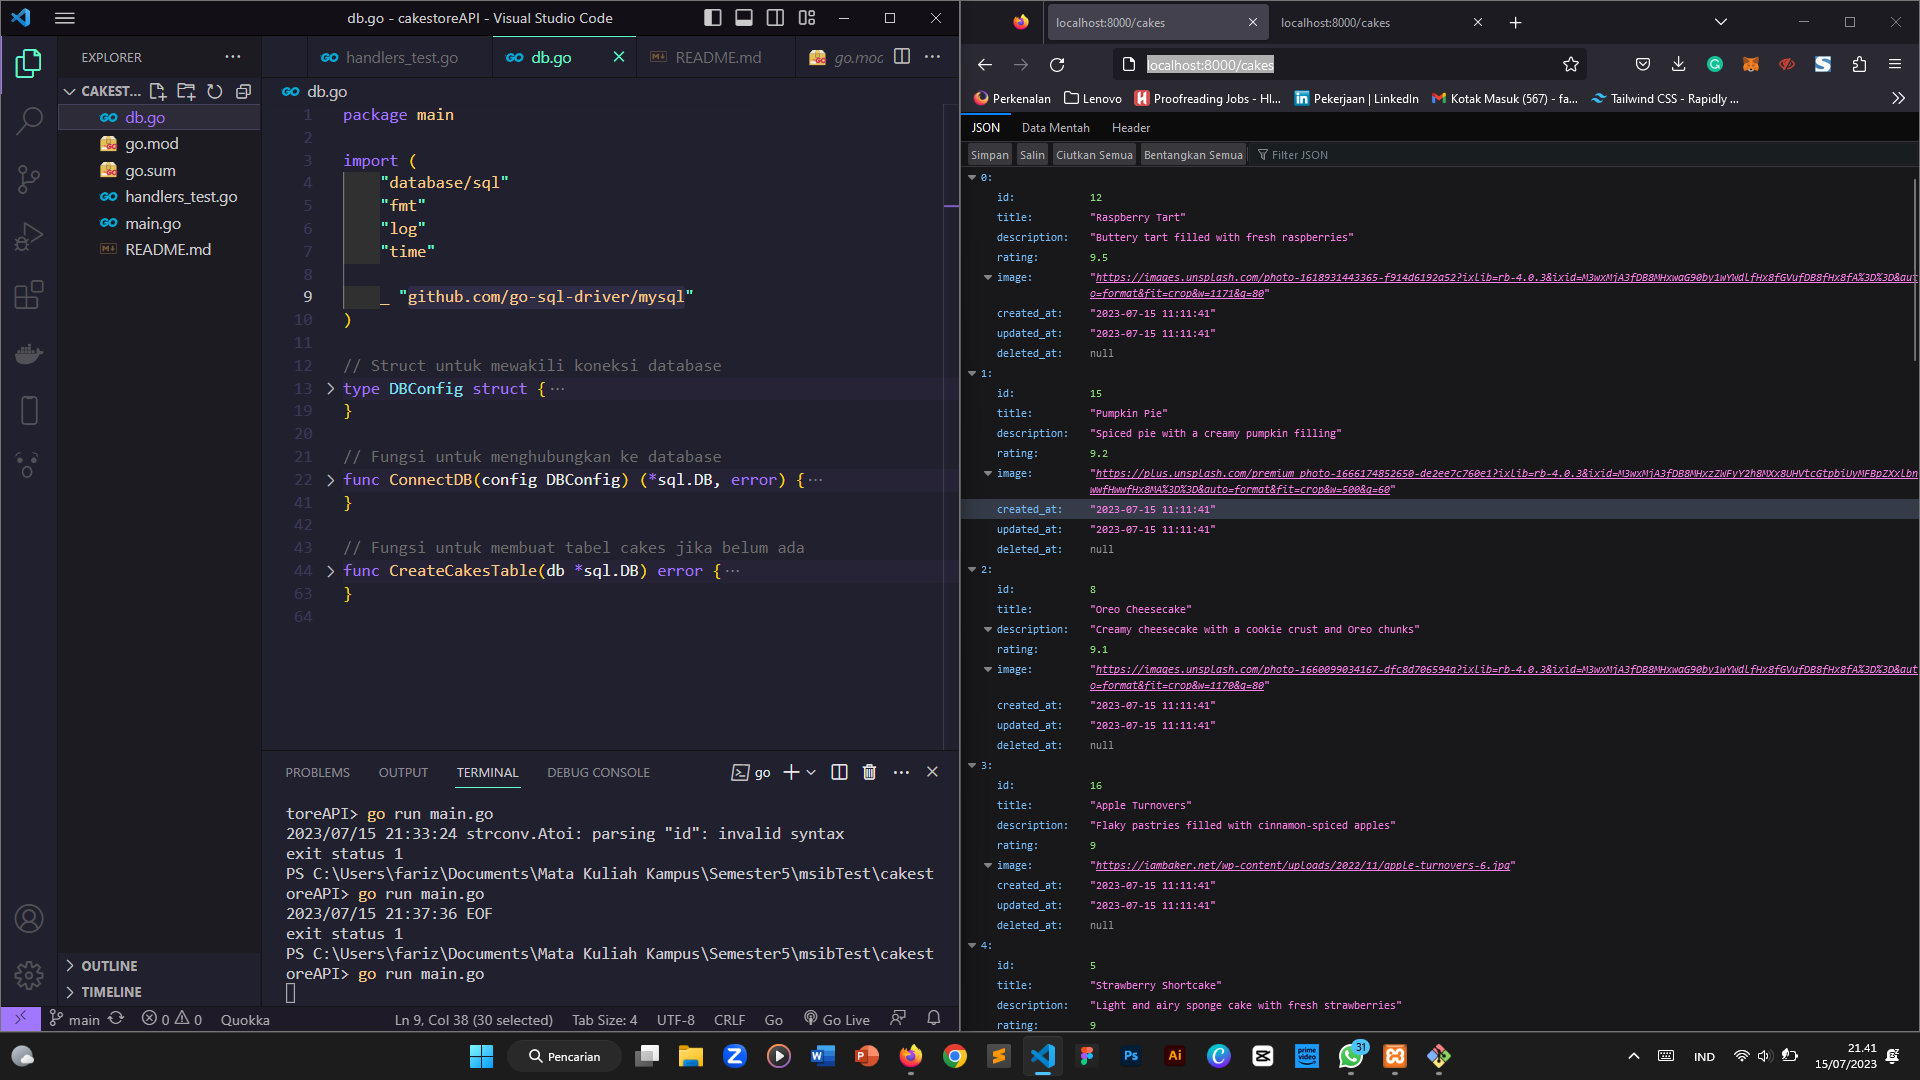 db.go - cakestoreAPI - Visual Studio Code
EXPLORER
CAKEST...
db.go
go.mod
go.sum
handlers_test.go
main.go
README.md
OUTLINE
TIMELINE
handlers_test.go
db.go
README.md
go.mod
db.go
1 package main
2
3 import (
4 "database/sql"
5 "fmt"
6 "log"
7 "time"
8
9 _ "github.com/go-sql-driver/mysql"
10 )
11
12 // Struct untuk mewakili koneksi database
13 type DBConfig struct { ...
19 }
20
21 // Fungsi untuk menghubungkan ke database
22 func ConnectDB(config DBConfig) (*sql.DB, error) { ...
41 }
42
43 // Fungsi untuk membuat tabel cakes jika belum ada
44 func CreateCakesTable(db *sql.DB) error { ...
63 }
64
PROBLEMS OUTPUT TERMINAL DEBUG CONSOLE
go
toreAPI> go run main.go
2023/07/15 21:33:24 strconv.Atoi: parsing "id": invalid syntax
exit status 1
PS C:\Users\fariz\Documents\Mata Kuliah Kampus\Semester5\msibTest\cakest
oreAPI> go run main.go
2023/07/15 21:37:36 EOF
exit status 1
PS C:\Users\fariz\Documents\Mata Kuliah Kampus\Semester5\msibTest\cakest
oreAPI> go run main.go
main 0 0 Quokka Ln 9, Col 38 (30 selected) Tab Size: 4 UTF-8 CRLF Go Go Live
localhost:8000/cakes
localhost:8000/cakes
localhost:8000/cakes
Perkenalan Lenovo Proofreading Jobs - HI... Pekerjaan | LinkedIn Kotak Masuk (567) - fa... Tailwind CSS - Rapidly ...
JSON Data Mentah Header
Simpan Salin Ciutkan Semua Bentangkan Semua Filter JSON
0:
id: 12
title: "Raspberry Tart"
description: "Buttery tart filled with fresh raspberries"
rating: 9.5
image: "https://images.unsplash.com/photo-1618931443365-f914d6192a52?ixlib=rb-4.0.3&ixid=M3wxMjA3fDB8MHxwaG90by1wYWdlfHx8fGVufDB8fHx8fA%3D%3D&aut
o=format&fit=crop&w=1171&q=80"
created_at: "2023-07-15 11:11:41"
updated_at: "2023-07-15 11:11:41"
deleted_at: null
1:
id: 15
title: "Pumpkin Pie"
description: "Spiced pie with a creamy pumpkin filling"
rating: 9.2
image: "https://plus.unsplash.com/premium_photo-1666174852650-de2ee7c760e1?ixlib=rb-4.0.3&ixid=M3wxMjA3fDB8MHxzZWFyY2h8MXx8UHVtcGtpbiUyMFBpZXxlbn
wwfHwwfHx8MA%3D%3D&auto=format&fit=crop&w=500&q=60"
created_at: "2023-07-15 11:11:41"
updated_at: "2023-07-15 11:11:41"
deleted_at: null
2:
id: 8
title: "Oreo Cheesecake"
description: "Creamy cheesecake with a cookie crust and Oreo chunks"
rating: 9.1
image: "https://images.unsplash.com/photo-1660099034167-dfc8d706594a?ixlib=rb-4.0.3&ixid=M3wxMjA3fDB8MHxwaG90by1wYWdlfHx8fGVufDB8fHx8fA%3D%3D&aut
o=format&fit=crop&w=1170&q=80"
created_at: "2023-07-15 11:11:41"
updated_at: "2023-07-15 11:11:41"
deleted_at: null
3:
id: 16
title: "Apple Turnovers"
description: "Flaky pastries filled with cinnamon-spiced apples"
rating: 9
image: "https://iambaker.net/wp-content/uploads/2022/11/apple-turnovers-6.jpg"
created_at: "2023-07-15 11:11:41"
updated_at: "2023-07-15 11:11:41"
deleted_at: null
4:
id: 5
title: "Strawberry Shortcake"
description: "Light and airy sponge cake with fresh strawberries"
rating: 9
Pencarian
Ps
Ai
31
IND
21.41
15/07/2023